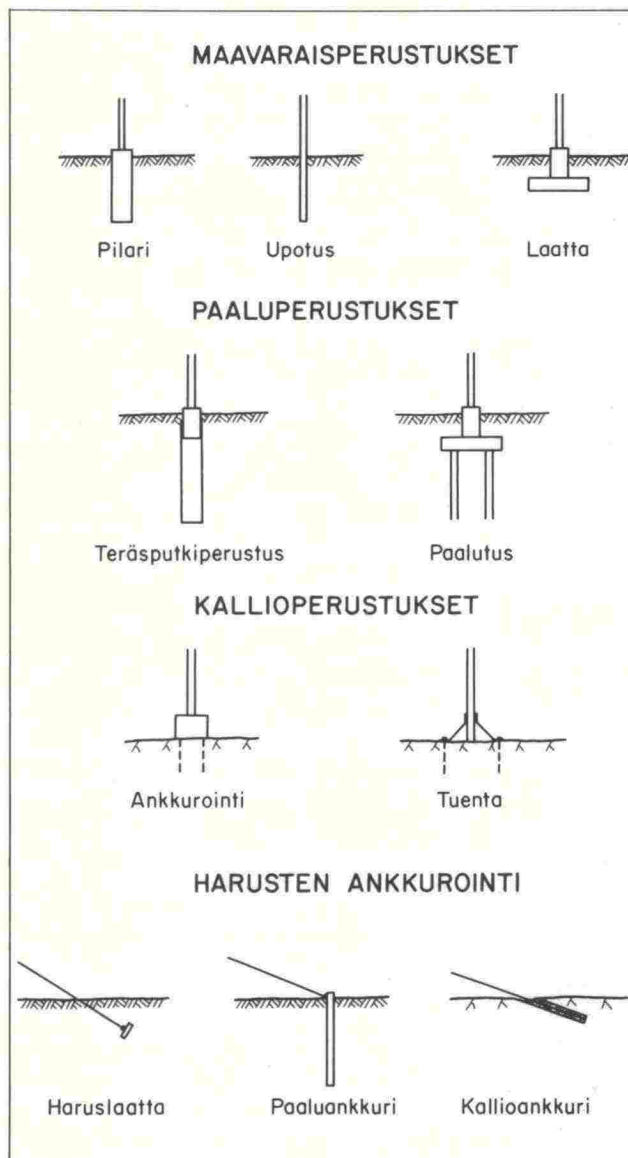 MAAVARAISPERUSTUKSET
Pilari Upotus Laatta
PAALUPERUSTUKSET
Teräsputkiperustus Paalutus
KALLIOPERUSTUKSET
Ankkurointi Tuenta
HARUSTEN ANKKUROINTI
Haruslaatta Paaluankkuri Kallioankkuri